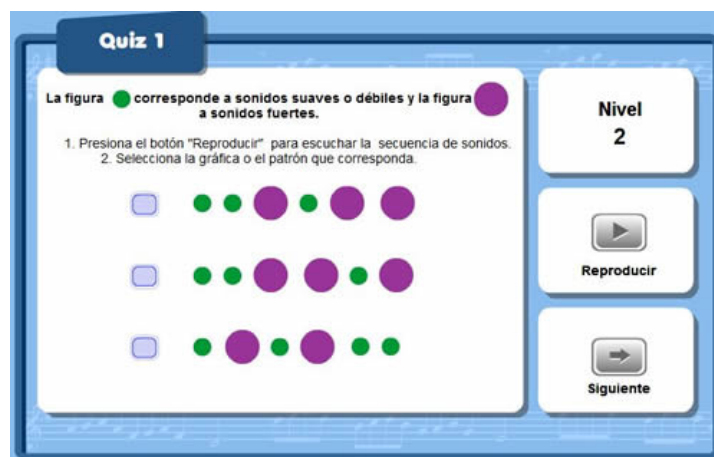 Quiz 1
La figura corresponde a sonidos suaves o débiles y la figura
a sonidos fuertes.
1. Presiona el botón "Reproducir" para escuchar la secuencia de sonidos.
2. Selecciona la gráfica o el patrón que corresponda.
Nivel
2
Reproducir
Siguiente